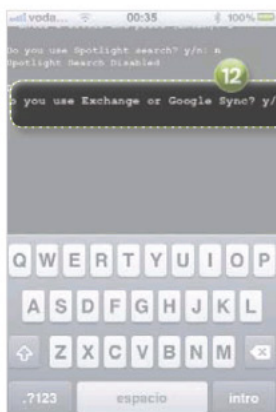 voda... 00:35 100%
Do you use Spotlight search? y/n: n
Spotlight Search Disabled
12
o you use Exchange or Google Sync? y/
Q W E R T Y U I O P
A S D F G H J K L
Z X C V B N M
.?123 espacio intro